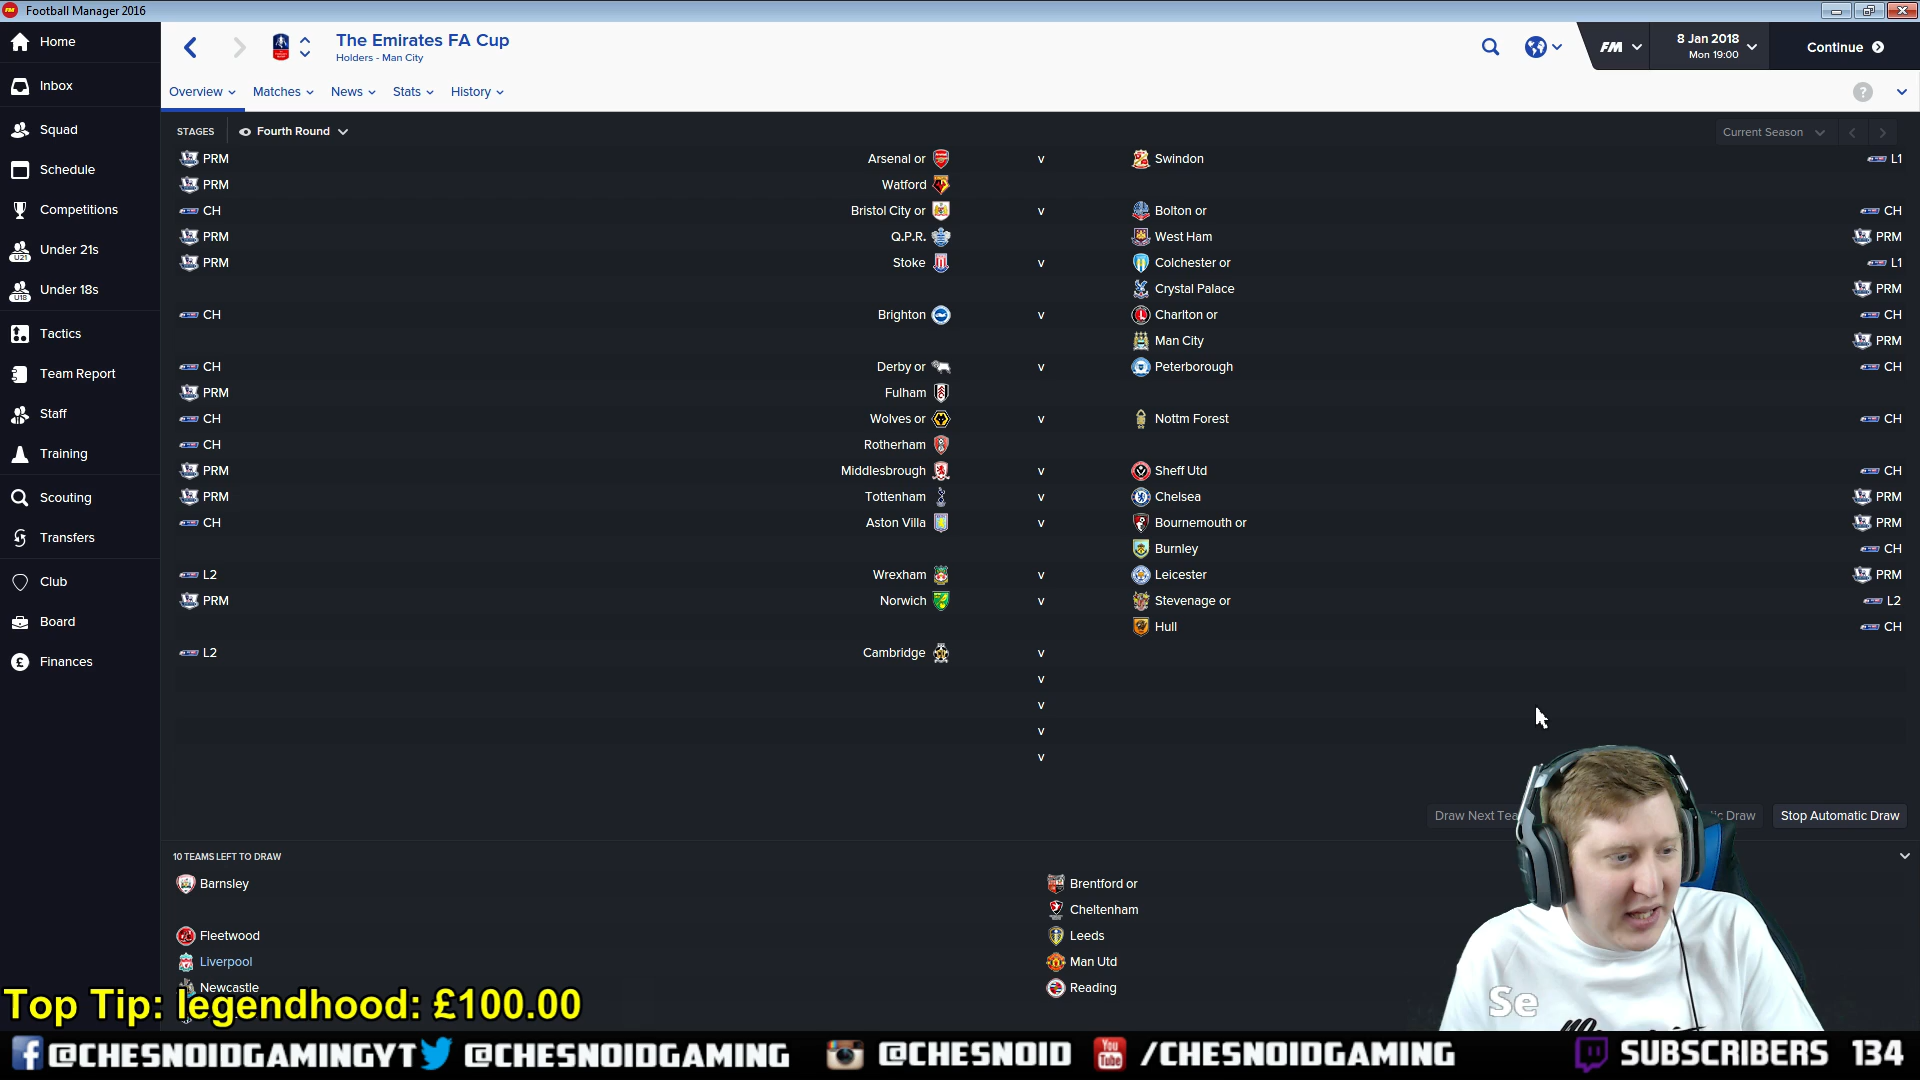 Football Manager 2016
Home
Inbox
Squad
Schedule
Competitions
Under 21s
Under 18s
Tactics
Team Report
Staff
Training
Scouting
Transfers
Club
Board
Finances
The Emirates FA Cup
Holders - Man City
FM
8 Jan 2018
Mon 19:00
Continue
Overview Matches News Stats History
STAGES Fourth Round Current Season
PRM Arsenal or v Swindon L1
PRM Watford
CH Bristol City or v Bolton or CH
PRM Q.P.R. West Ham PRM
PRM Stoke v Colchester or L1
Crystal Palace PRM
CH Brighton v Charlton or CH
Man City PRM
CH Derby or v Peterborough CH
PRM Fulham
CH Wolves or v Nottm Forest CH
CH Rotherham
PRM Middlesbrough v Sheff Utd CH
PRM Tottenham v Chelsea PRM
CH Aston Villa v Bournemouth or PRM
Burnley CH
L2 Wrexham v Leicester PRM
PRM Norwich v Stevenage or L2
Hull CH
L2 Cambridge v
v
v
v
v
Draw Next Tea ic Draw Stop Automatic Draw
10 TEAMS LEFT TO DRAW
Barnsley Brentford or
Cheltenham
Fleetwood Leeds
Liverpool Man Utd
Newcastle Reading
Top Tip: legendhood: £100.00
Se
@CHESNOIDGAMINGYT @CHESNOIDGAMING @CHESNOID You Tube /CHESNOIDGAMING SUBSCRIBERS 134